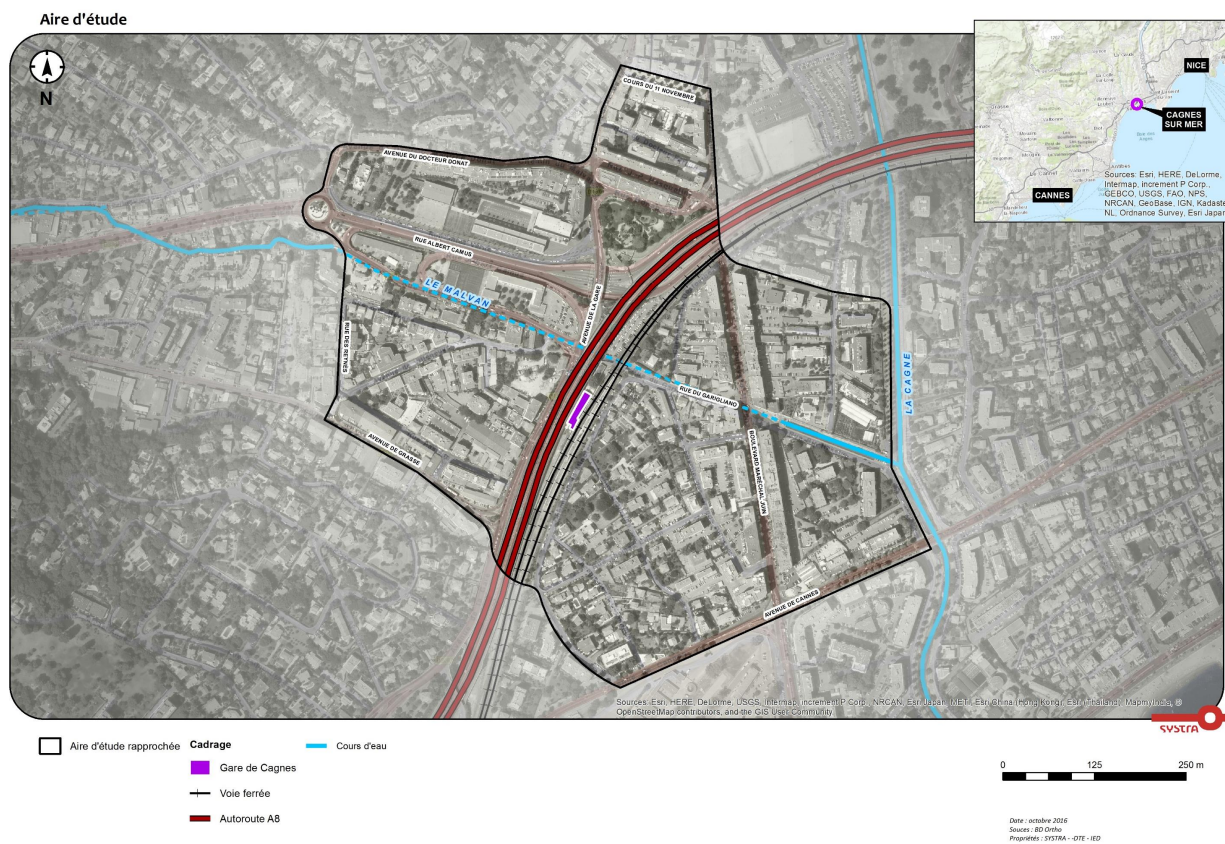 Aire d'étude
N
COURS DU 11 NOVEMBRE
AVENUE DU DOCTEUR DONAT
RUE ALBERT CAMUS
LE MALVAN
AVENUE DE LA GARE
RUE DES REYNES
AVENUE DE GRASSE
RUE DU GARIGLIANO
BOULEVARD MARECHAL JUIN
LA CAGNE
AVENUE DE CANNES
NICE
CAGNES
SUR MER
CANNES
Sources: Esri, HERE, DeLorme,
Intermap, increment P Corp.,
GEBCO, USGS, FAO, NPS,
NRCAN, GeoBase, IGN, Kadaste
NL, Ordnance Survey, Esri Japan
Sources: Esri, HERE, DeLorme, USGS, Intermap, increment P Corp., NRCAN, Esri Japan, METI, Esri China (Hong Kong), Esri (Thailand), MapmyIndia, ©
OpenStreetMap contributors, and the GIS User Community
SYSTRA
Aire d'étude rapprochée
Cadrage
Gare de Cagnes
Voie ferrée
Autoroute A8
Cours d'eau
0 125 250 m
Date : octobre 2016
Souces : BD Ortho
Propriétés : SYSTRA - -DTE - IED